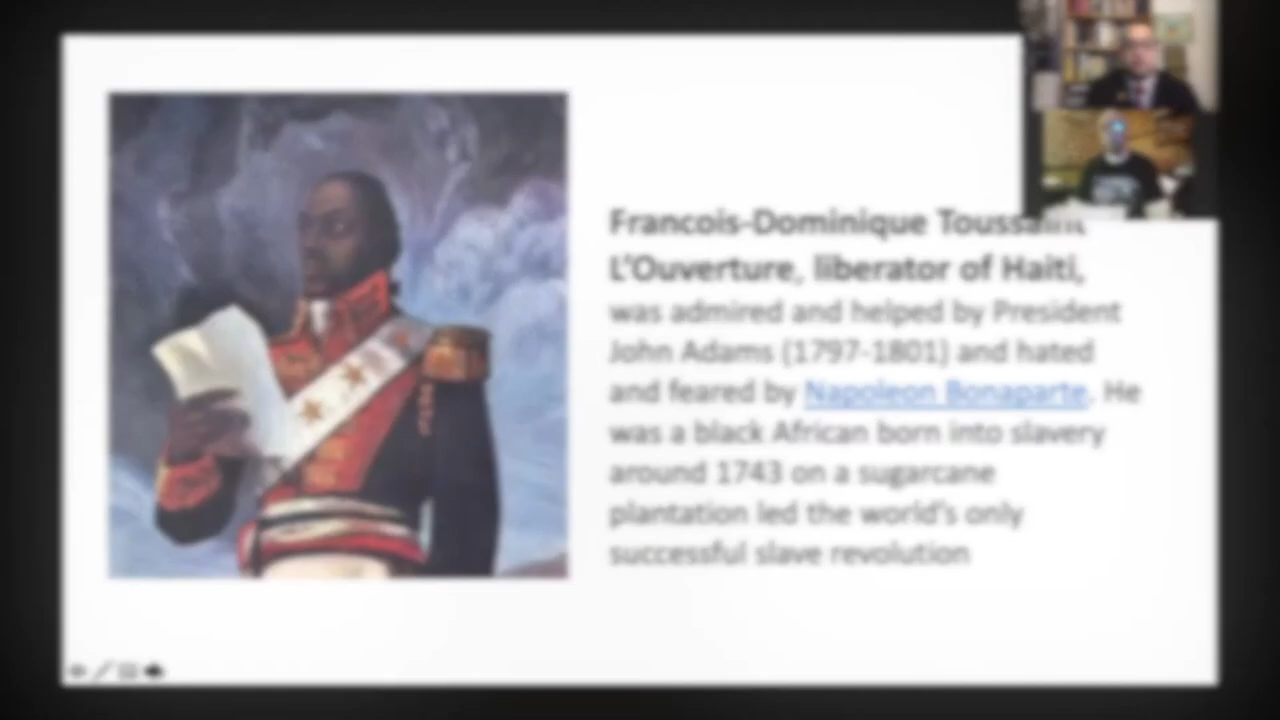 Francois-Dominique Toussaint
L'Ouverture, liberator of Haiti,
was admired and helped by President
John Adams (1797-1801) and hated
and feared by Napoleon Bonaparte. He
was a black African born into slavery
around 1743 on a sugarcane
plantation led the world's only
successful slave revolution